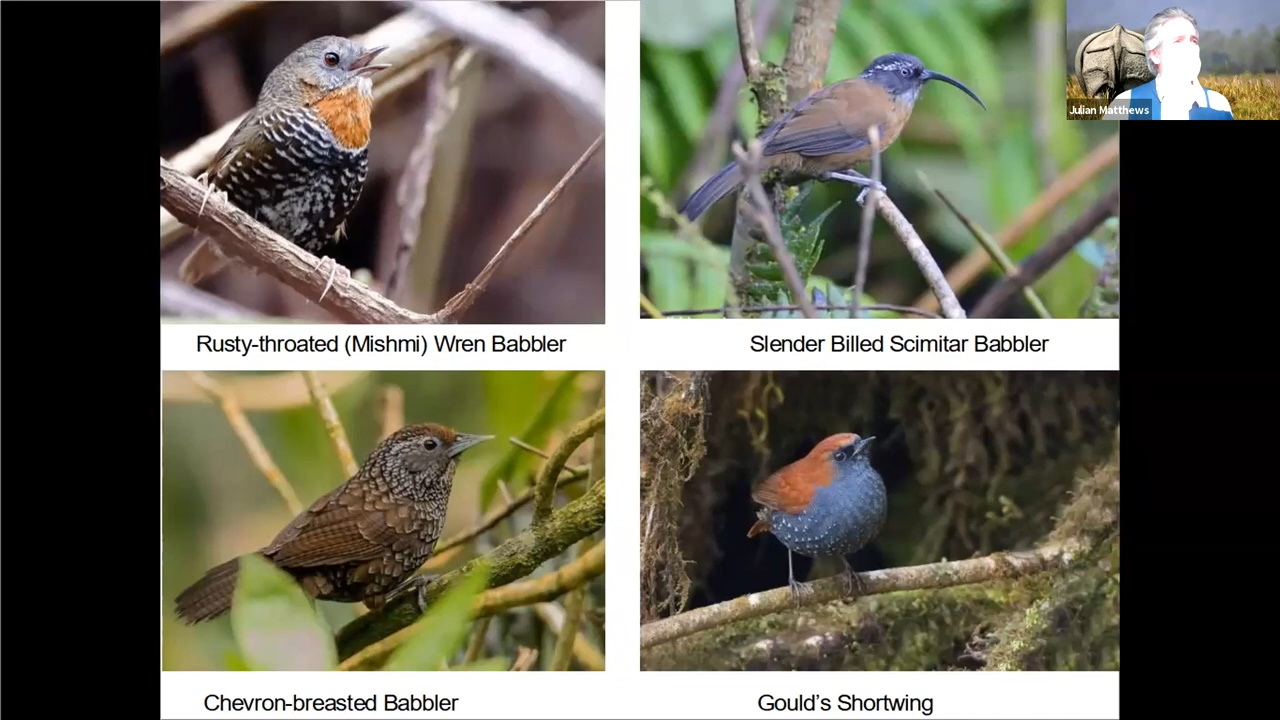 Julian Matthews
Rusty-throated (Mishmi) Wren Babbler
Slender Billed Scimitar Babbler
Chevron-breasted Babbler
Gould’s Shortwing